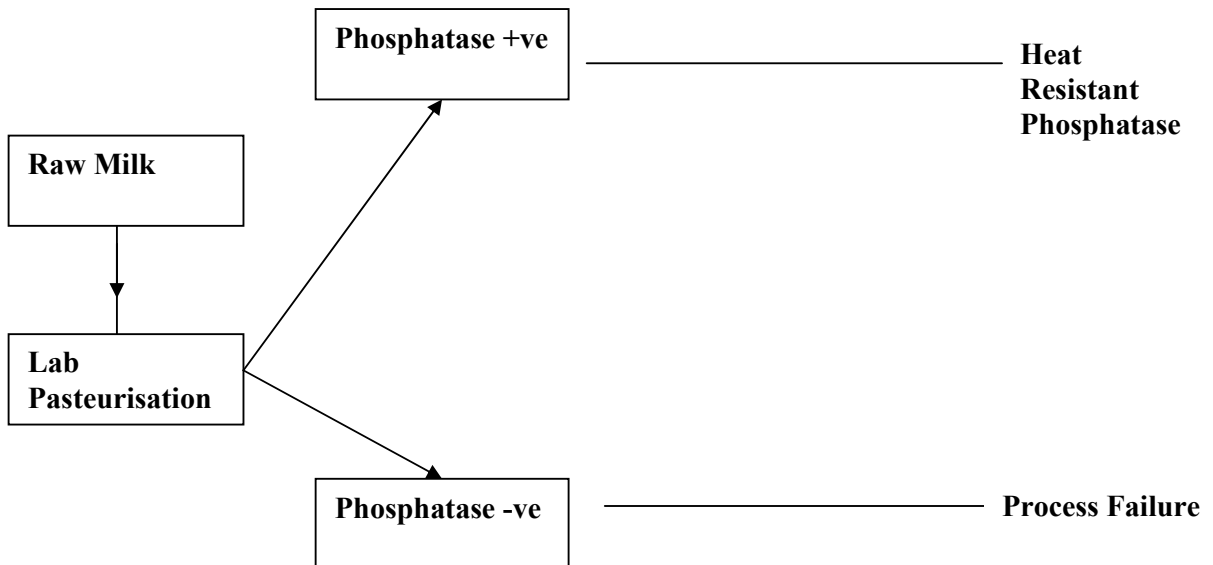 Phosphatase +ve
Heat
Resistant
Phosphatase
Raw Milk
Lab
Pasteurisation
Phosphatase -ve
Process Failure